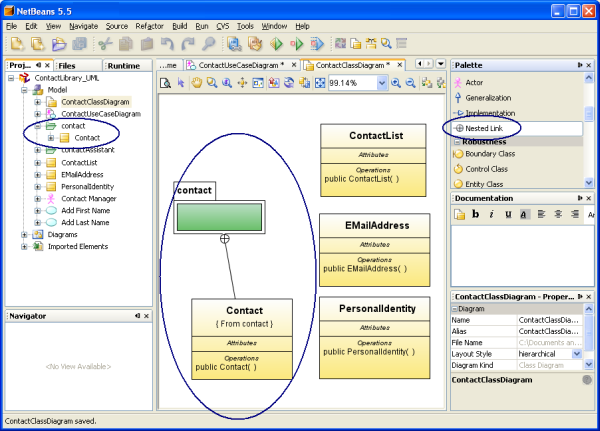 NetBeans 5.5
File Edit View Navigate Source Refactor Build Run CVS Tools Window Help
Proj... Files Runtime
ContactLibrary_UML
Model
ContactClassDiagram
ContactUseCaseDiagram
contact
Contact
contactAssistant
ContactList
EMailAddress
PersonalIdentity
Contact Manager
Add First Name
Add Last Name
Diagrams
Imported Elements
Navigator
<No View Available>
...me ContactUseCaseDiagram * ContactClassDiagram *
99.14%
contact
Contact
{ From contact }
Attributes
Operations
public Contact( )
ContactList
Attributes
Operations
public ContactList( )
EMailAddress
Attributes
Operations
public EMailAddress( )
PersonalIdentity
Attributes
Operations
public PersonalIdentity( )
Palette
Actor
Generalization
Implementation
Nested Link
Robustness
Boundary Class
Control Class
Entity Class
Documentation
b i u a Ar
ContactClassDiagram - Proper...
Diagram
Name ContactClassDia...
Alias ContactClassDia...
File Name C:\Documents an...
Layout Style hierarchical
Diagram Kind Class Diagram
ContactClassDiagram
ContactClassDiagram saved.